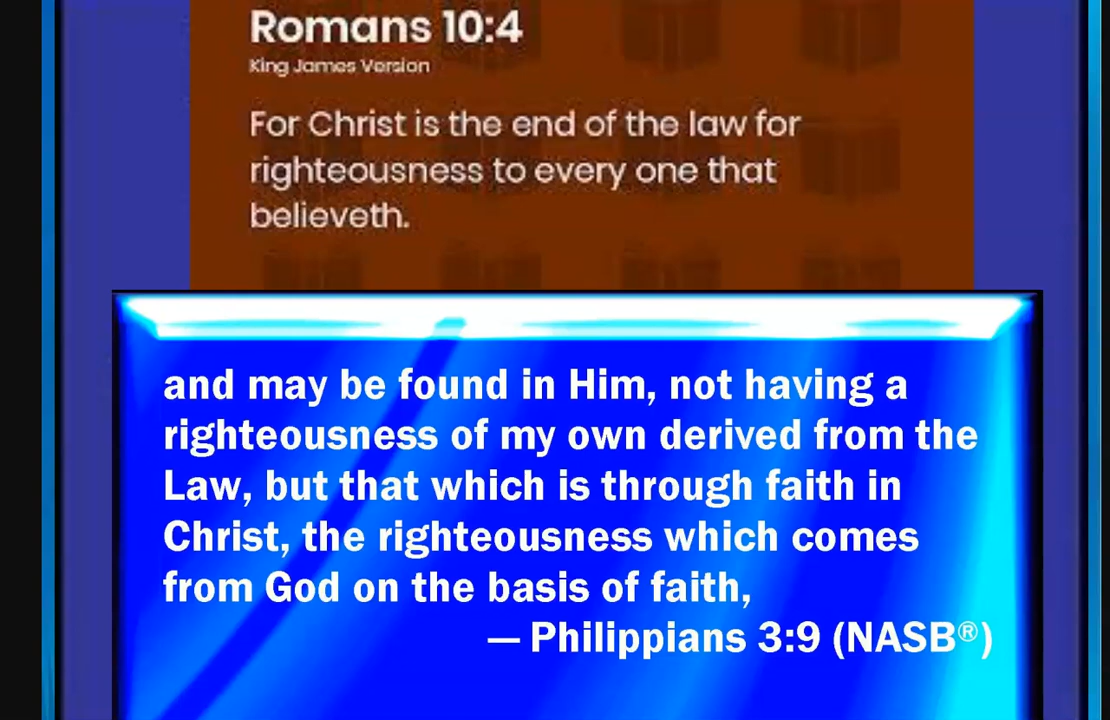 Romans 10:4
King James Version
For Christ is the end of the law for
righteousness to every one that
believeth.
and may be found in Him, not having a
righteousness of my own derived from the
Law, but that which is through faith in
Christ, the righteousness which comes
from God on the basis of faith,
— Philippians 3:9 (NASB®)